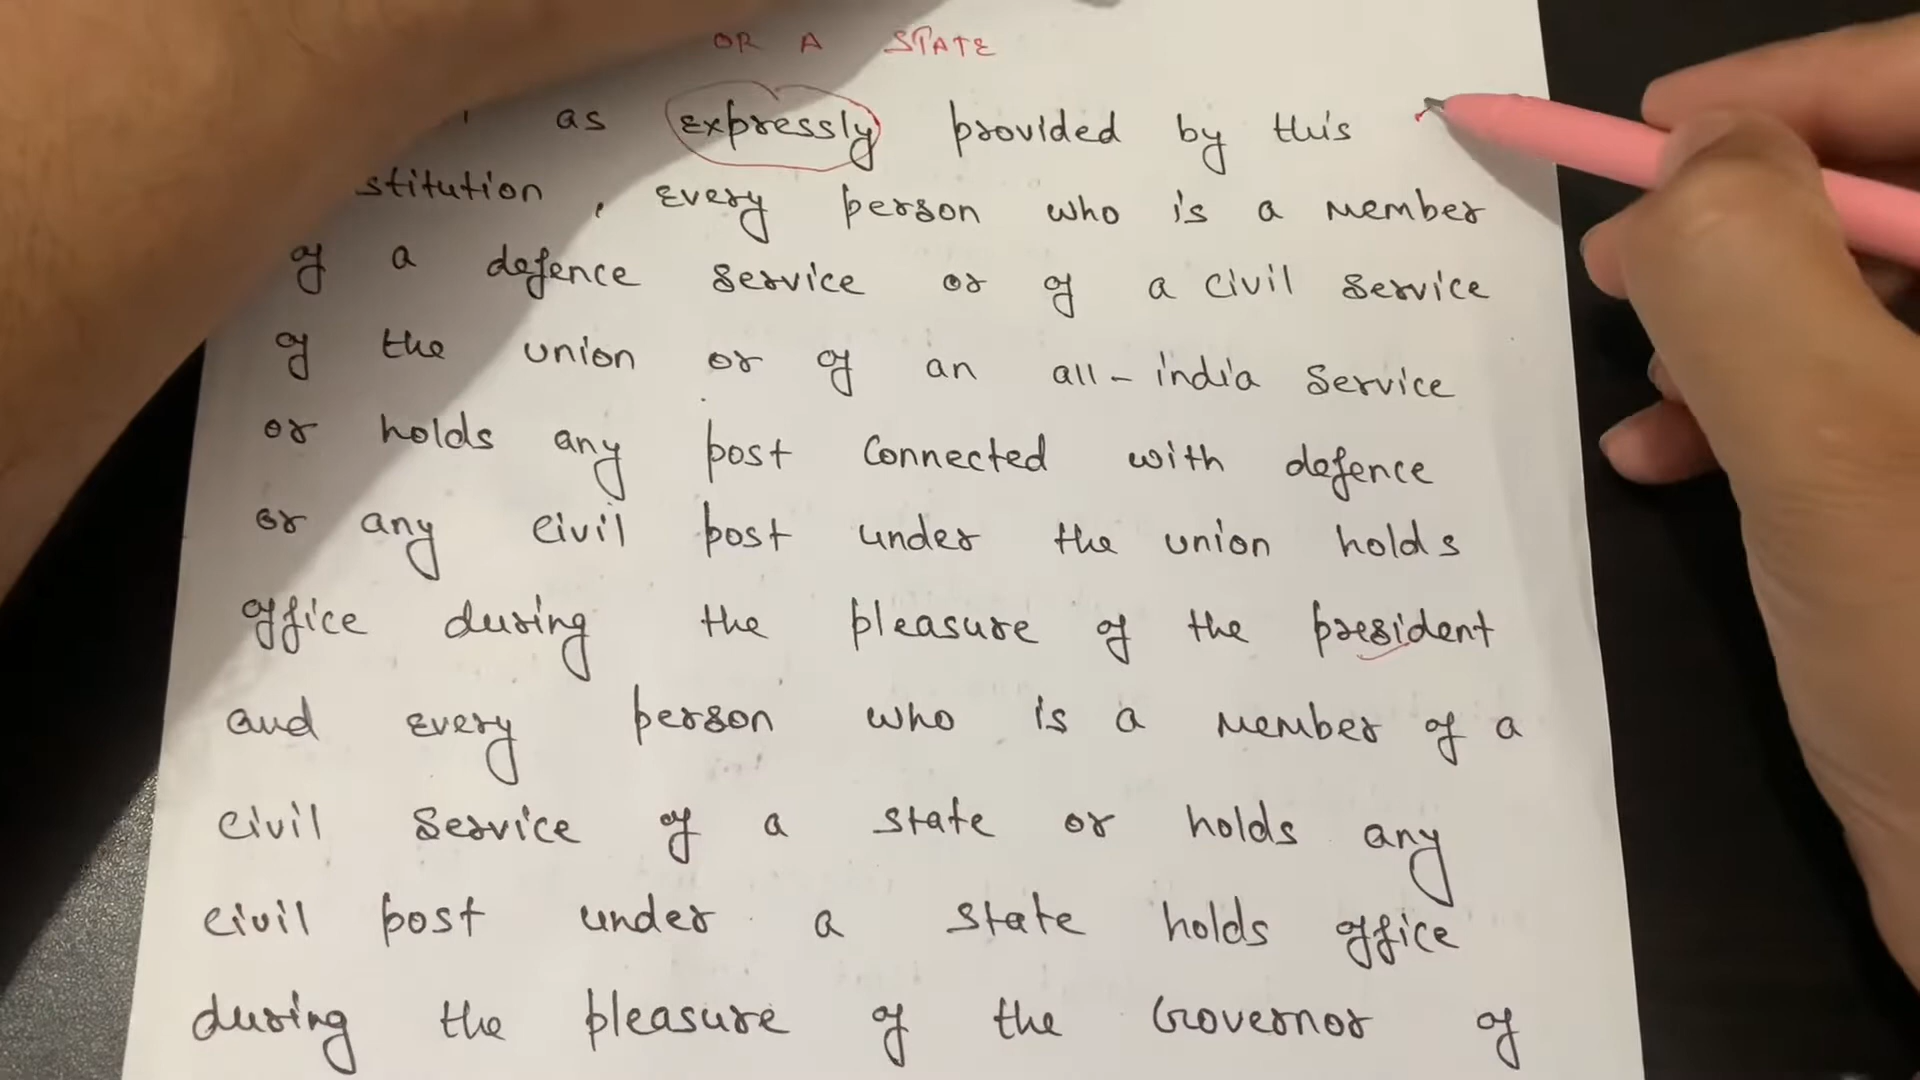 OR A STATE
as expressly provided by this
stitution, every person who is a member
of a defence service or of a civil service
of the union or of an all-india service
or holds any post connected with defence
or any civil post under the union holds
office during the pleasure of the president
and every person who is a member of a
civil service of a state or holds any
civil post under a state holds office
during the pleasure of the Governor of